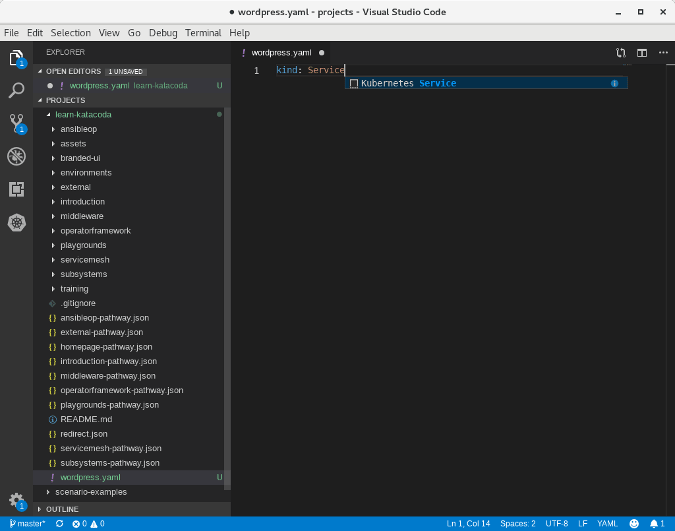 ● wordpress.yaml - projects - Visual Studio Code
File Edit Selection View Go Debug Terminal Help
EXPLORER
OPEN EDITORS 1 UNSAVED
wordpress.yaml learn-katacoda U
PROJECTS
learn-katacoda
ansibleop
assets
branded-ui
environments
external
introduction
middleware
operatorframework
playgrounds
servicemesh
subsystems
training
.gitignore
ansibleop-pathway.json
external-pathway.json
homepage-pathway.json
introduction-pathway.json
middleware-pathway.json
operatorframework-pathway.json
playgrounds-pathway.json
README.md
redirect.json
servicemesh-pathway.json
subsystems-pathway.json
wordpress.yaml U
scenario-examples
OUTLINE
1
1
1
wordpress.yaml
1 kind: Service
Kubernetes Service
master* 0 0 Ln 1, Col 14 Spaces: 2 UTF-8 LF YAML 1